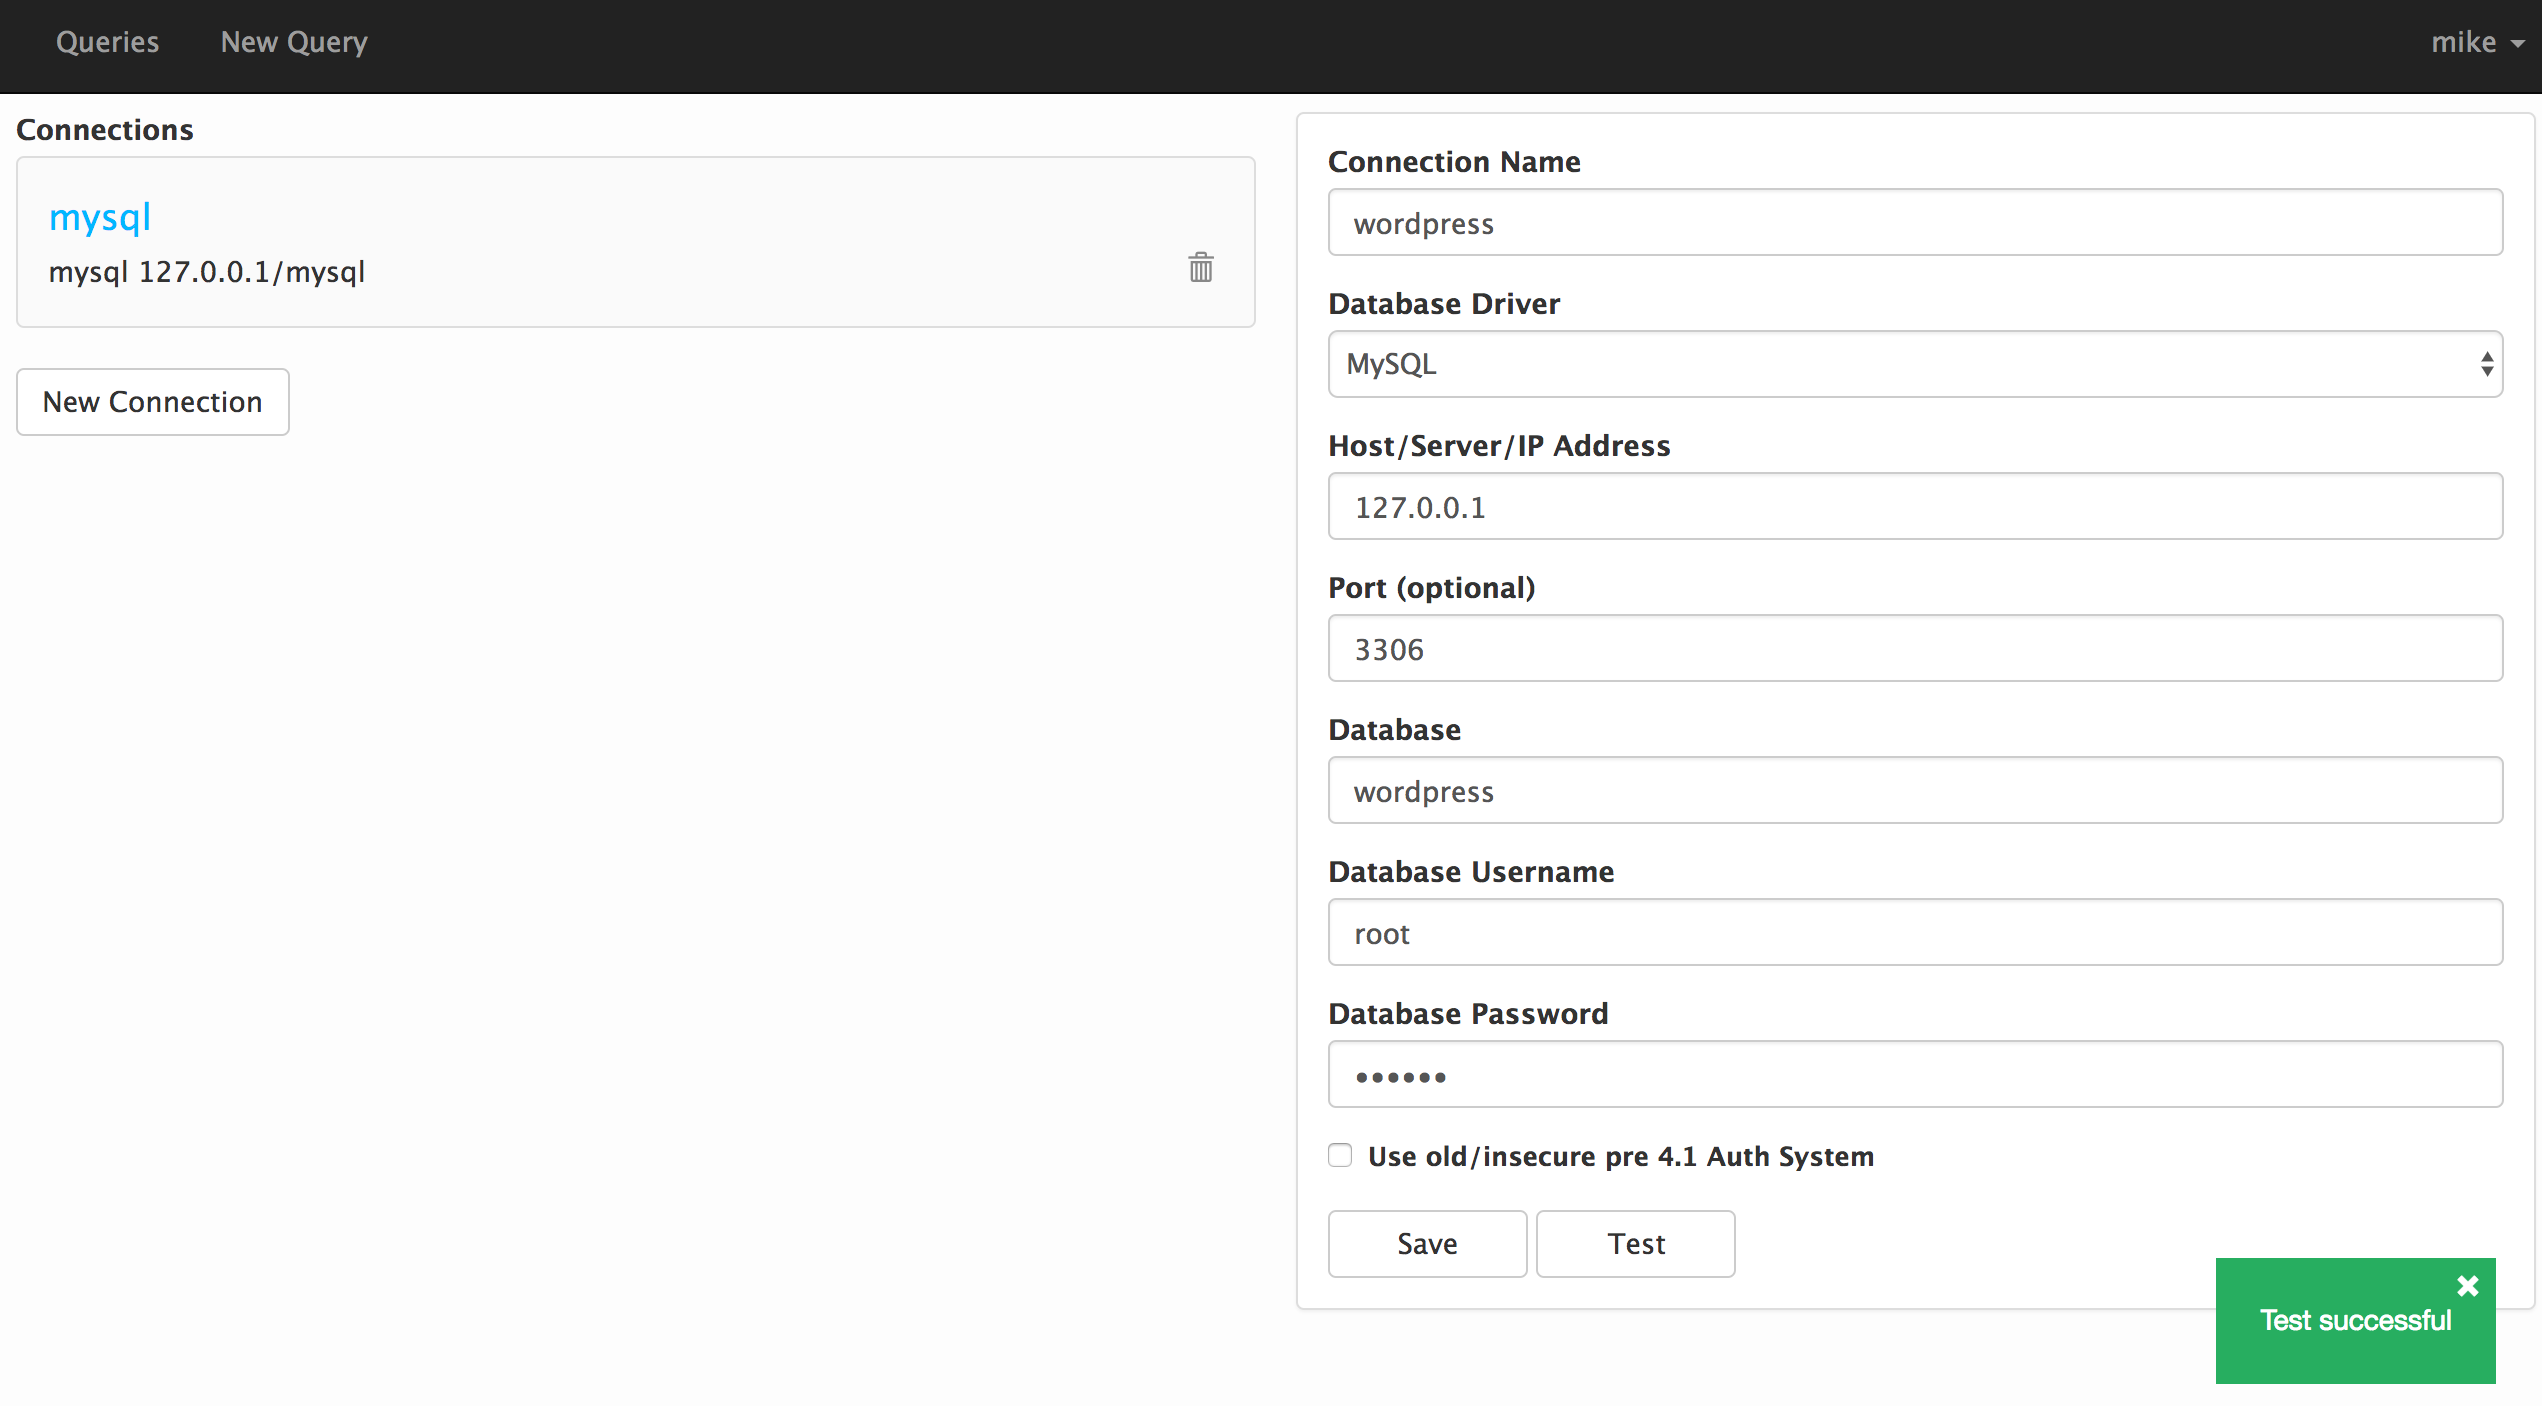 Queries New Query mike
Connections
mysql
mysql 127.0.0.1/mysql
New Connection
Connection Name
wordpress
Database Driver
MySQL
Host/Server/IP Address
127.0.0.1
Port (optional)
3306
Database
wordpress
Database Username
root
Database Password
••••••
Use old/insecure pre 4.1 Auth System
Save Test
Test successful